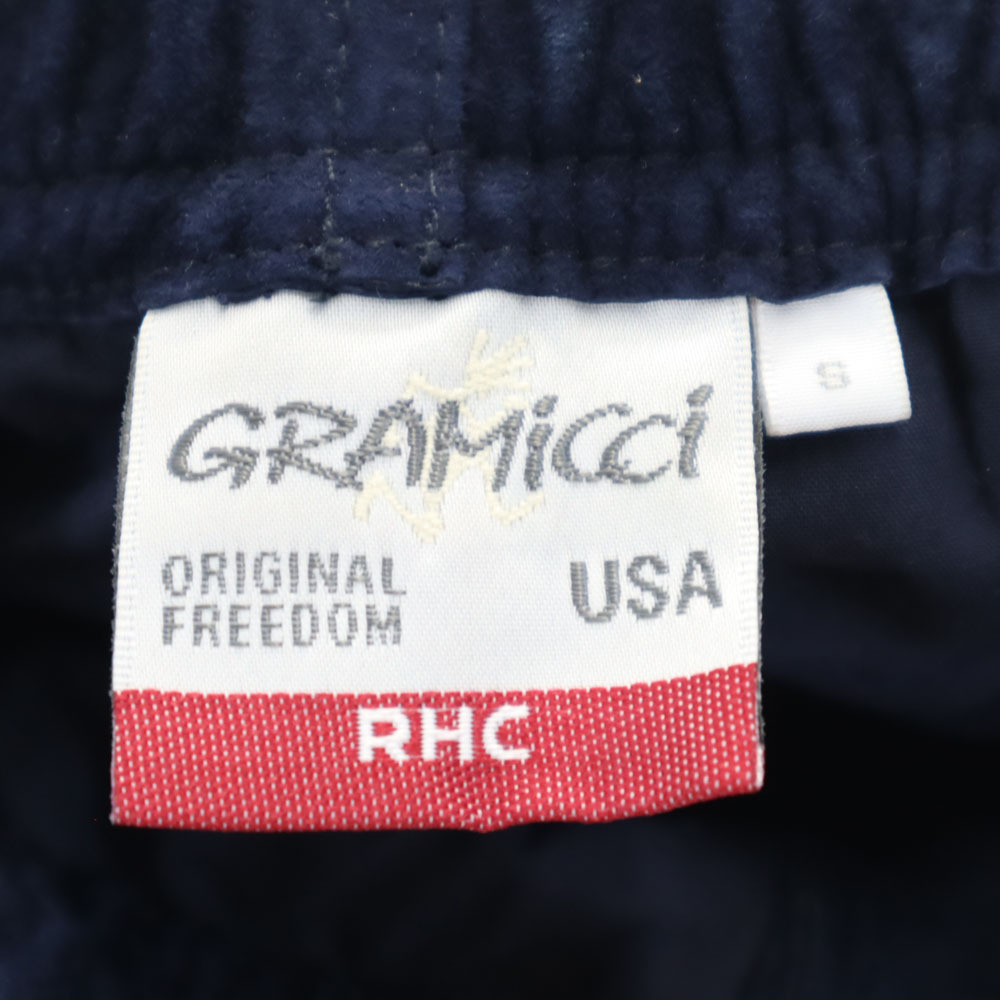 GRAMiCCi
S
ORIGINAL
FREEDOM
USA
RHC